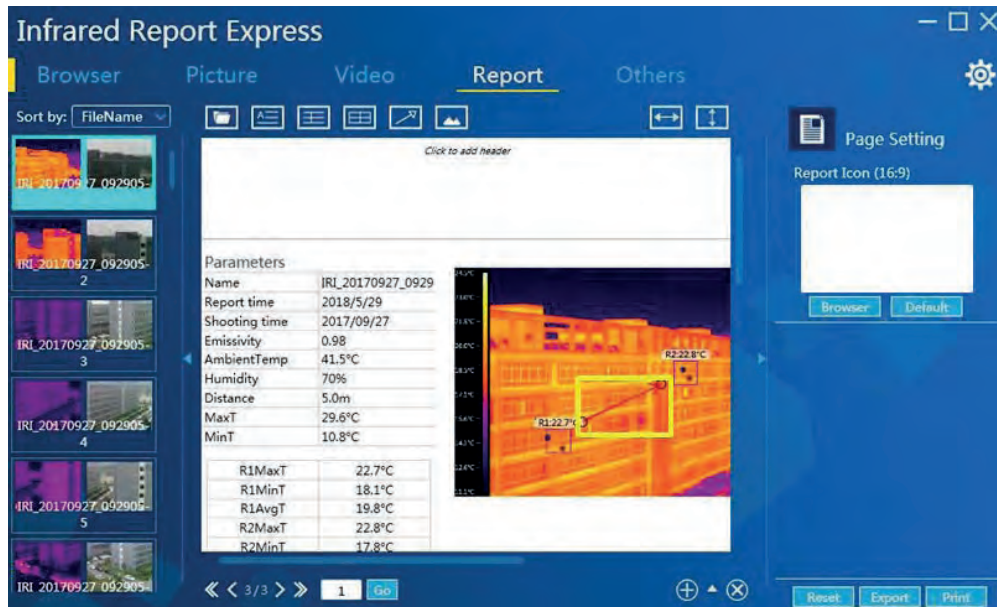 Infrared Report Express
Browser Picture Video Report Others
Sort by: FileName
IRI_20170927_092905-
IRI_20170927_092905-
2
IRI_20170927_092905-
3
IRI_20170927_092905-
4
IRI_20170927_092905-
5
IRI_20170927_092905-
Click to add header
Parameters
Name IRI_20170927_0929
Report time 2018/5/29
Shooting time 2017/09/27
Emissivity 0.98
AmbientTemp 41.5°C
Humidity 70%
Distance 5.0m
MaxT 29.6°C
MinT 10.8°C
R1MaxT 22.7°C
R1MinT 18.1°C
R1AvgT 19.8°C
R2MaxT 22.8°C
R2MinT 17.8°C
R2:22.8°C
R1:22.7°C
3/3 1 Go
Page Setting
Report Icon (16:9)
Browser Default
Reset Export Print